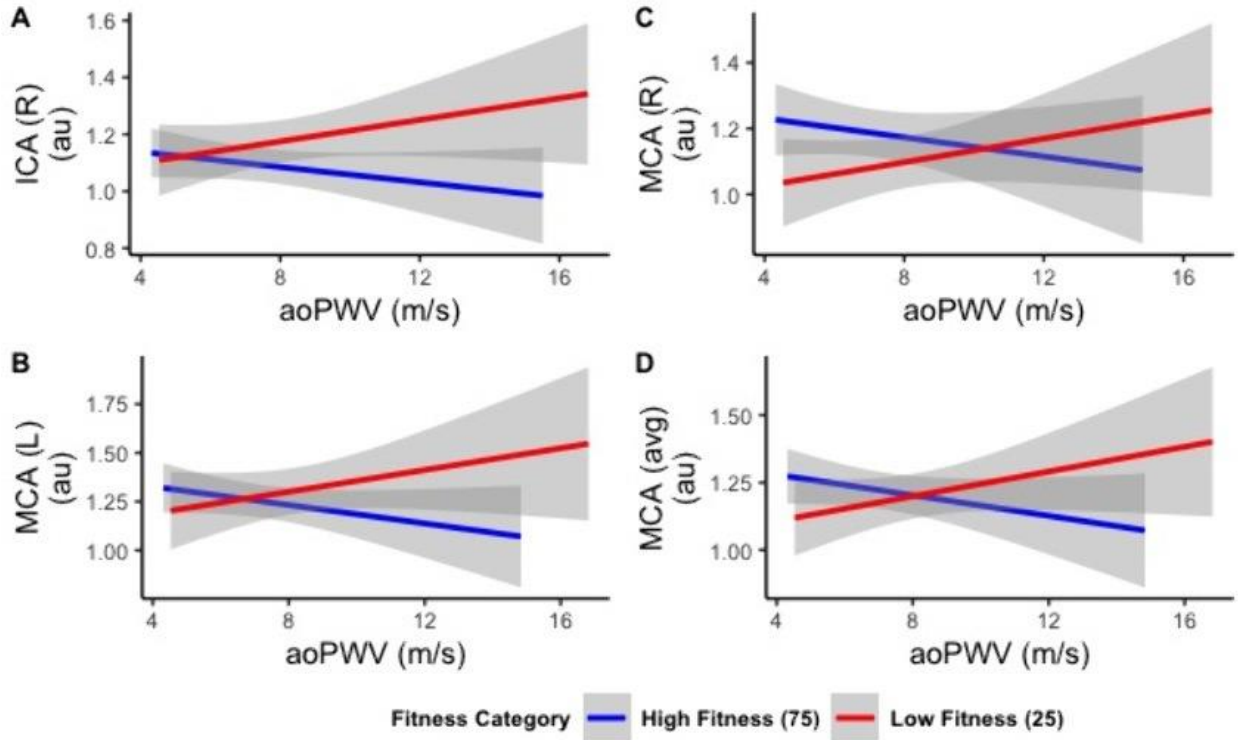 A
1.6
1.4
1.2
1.0
0.8
ICA (R)
(au)
4 8 12 16
aoPWV (m/s)
C
1.4
1.2
1.0
MCA (R)
(au)
4 8 12 16
aoPWV (m/s)
B
1.75
1.50
1.25
1.00
MCA (L)
(au)
4 8 12 16
aoPWV (m/s)
D
1.50
1.25
1.00
MCA (avg)
(au)
4 8 12 16
aoPWV (m/s)
Fitness Category High Fitness (75) Low Fitness (25)